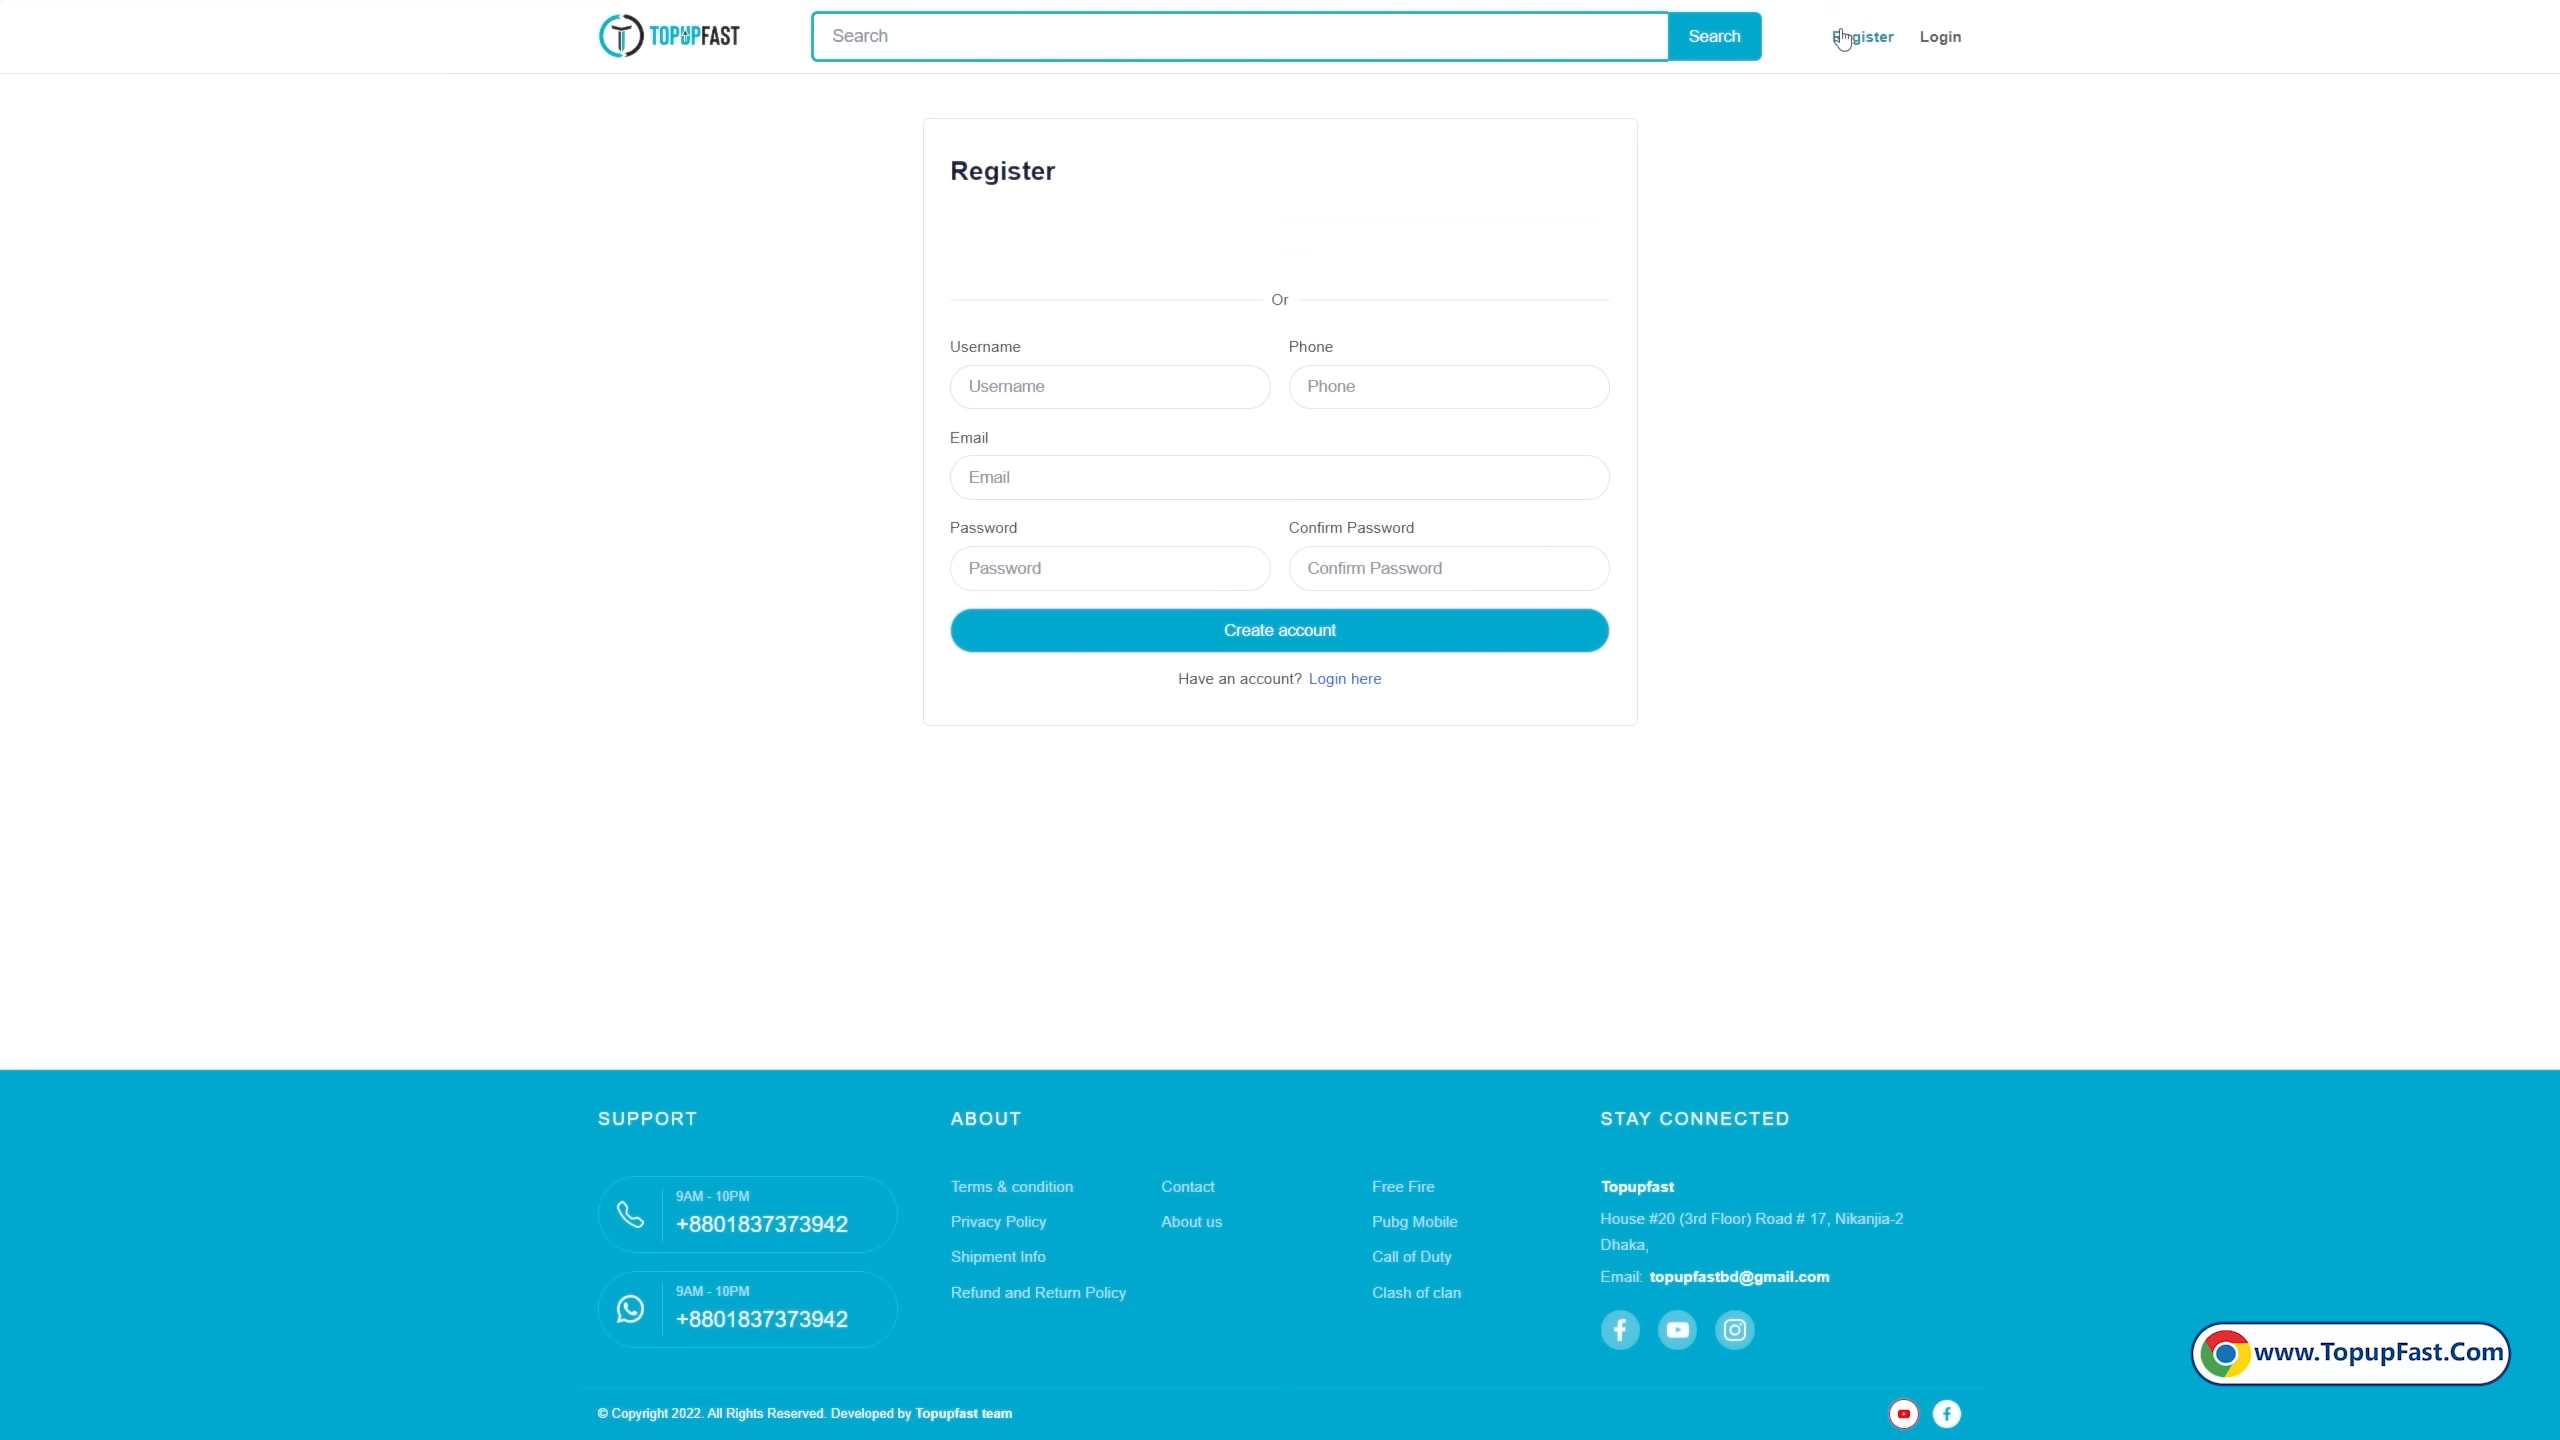 TOPUPFAST
Search
Search
Register
Login
Register
Or
Username
Phone
Username
Phone
Email
Email
Password
Confirm Password
Password
Confirm Password
Create account
Have an account? Login here
SUPPORT
9AM - 10PM
+8801837373942
9AM - 10PM
+8801837373942
ABOUT
Terms & condition
Privacy Policy
Shipment Info
Refund and Return Policy
Contact
About us
Free Fire
Pubg Mobile
Call of Duty
Clash of clan
STAY CONNECTED
Topupfast
House #20 (3rd Floor) Road # 17, Nikanjia-2
Dhaka,
Email: topupfastbd@gmail.com
www.TopupFast.Com
© Copyright 2022. All Rights Reserved. Developed by Topupfast team